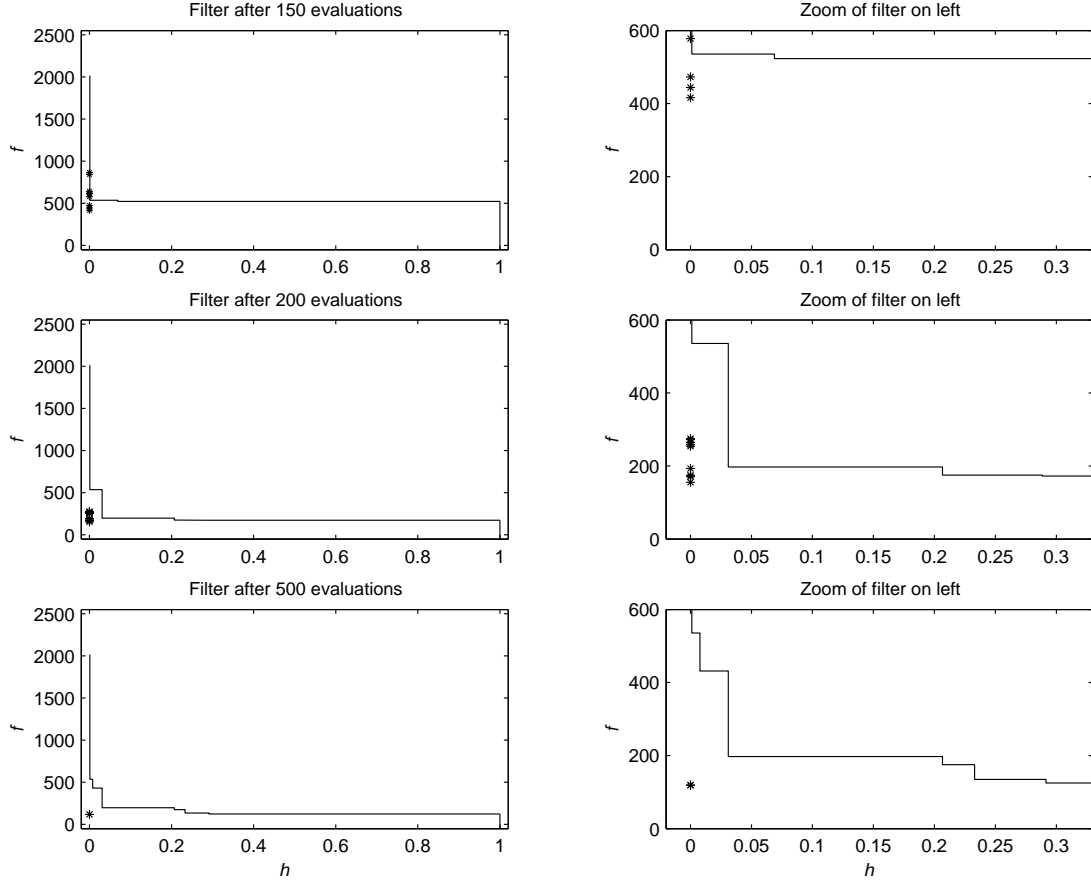 Filter after 150 evaluations
2500
2000
1500
1000
500
0
f
0 0.2 0.4 0.6 0.8 1
Zoom of filter on left
600
400
200
0
f
0 0.05 0.1 0.15 0.2 0.25 0.3
Filter after 200 evaluations
2500
2000
1500
1000
500
0
f
0 0.2 0.4 0.6 0.8 1
Zoom of filter on left
600
400
200
0
f
0 0.05 0.1 0.15 0.2 0.25 0.3
Filter after 500 evaluations
2500
2000
1500
1000
500
0
f
0 0.2 0.4 0.6 0.8 1
h
Zoom of filter on left
600
400
200
0
f
0 0.05 0.1 0.15 0.2 0.25 0.3
h